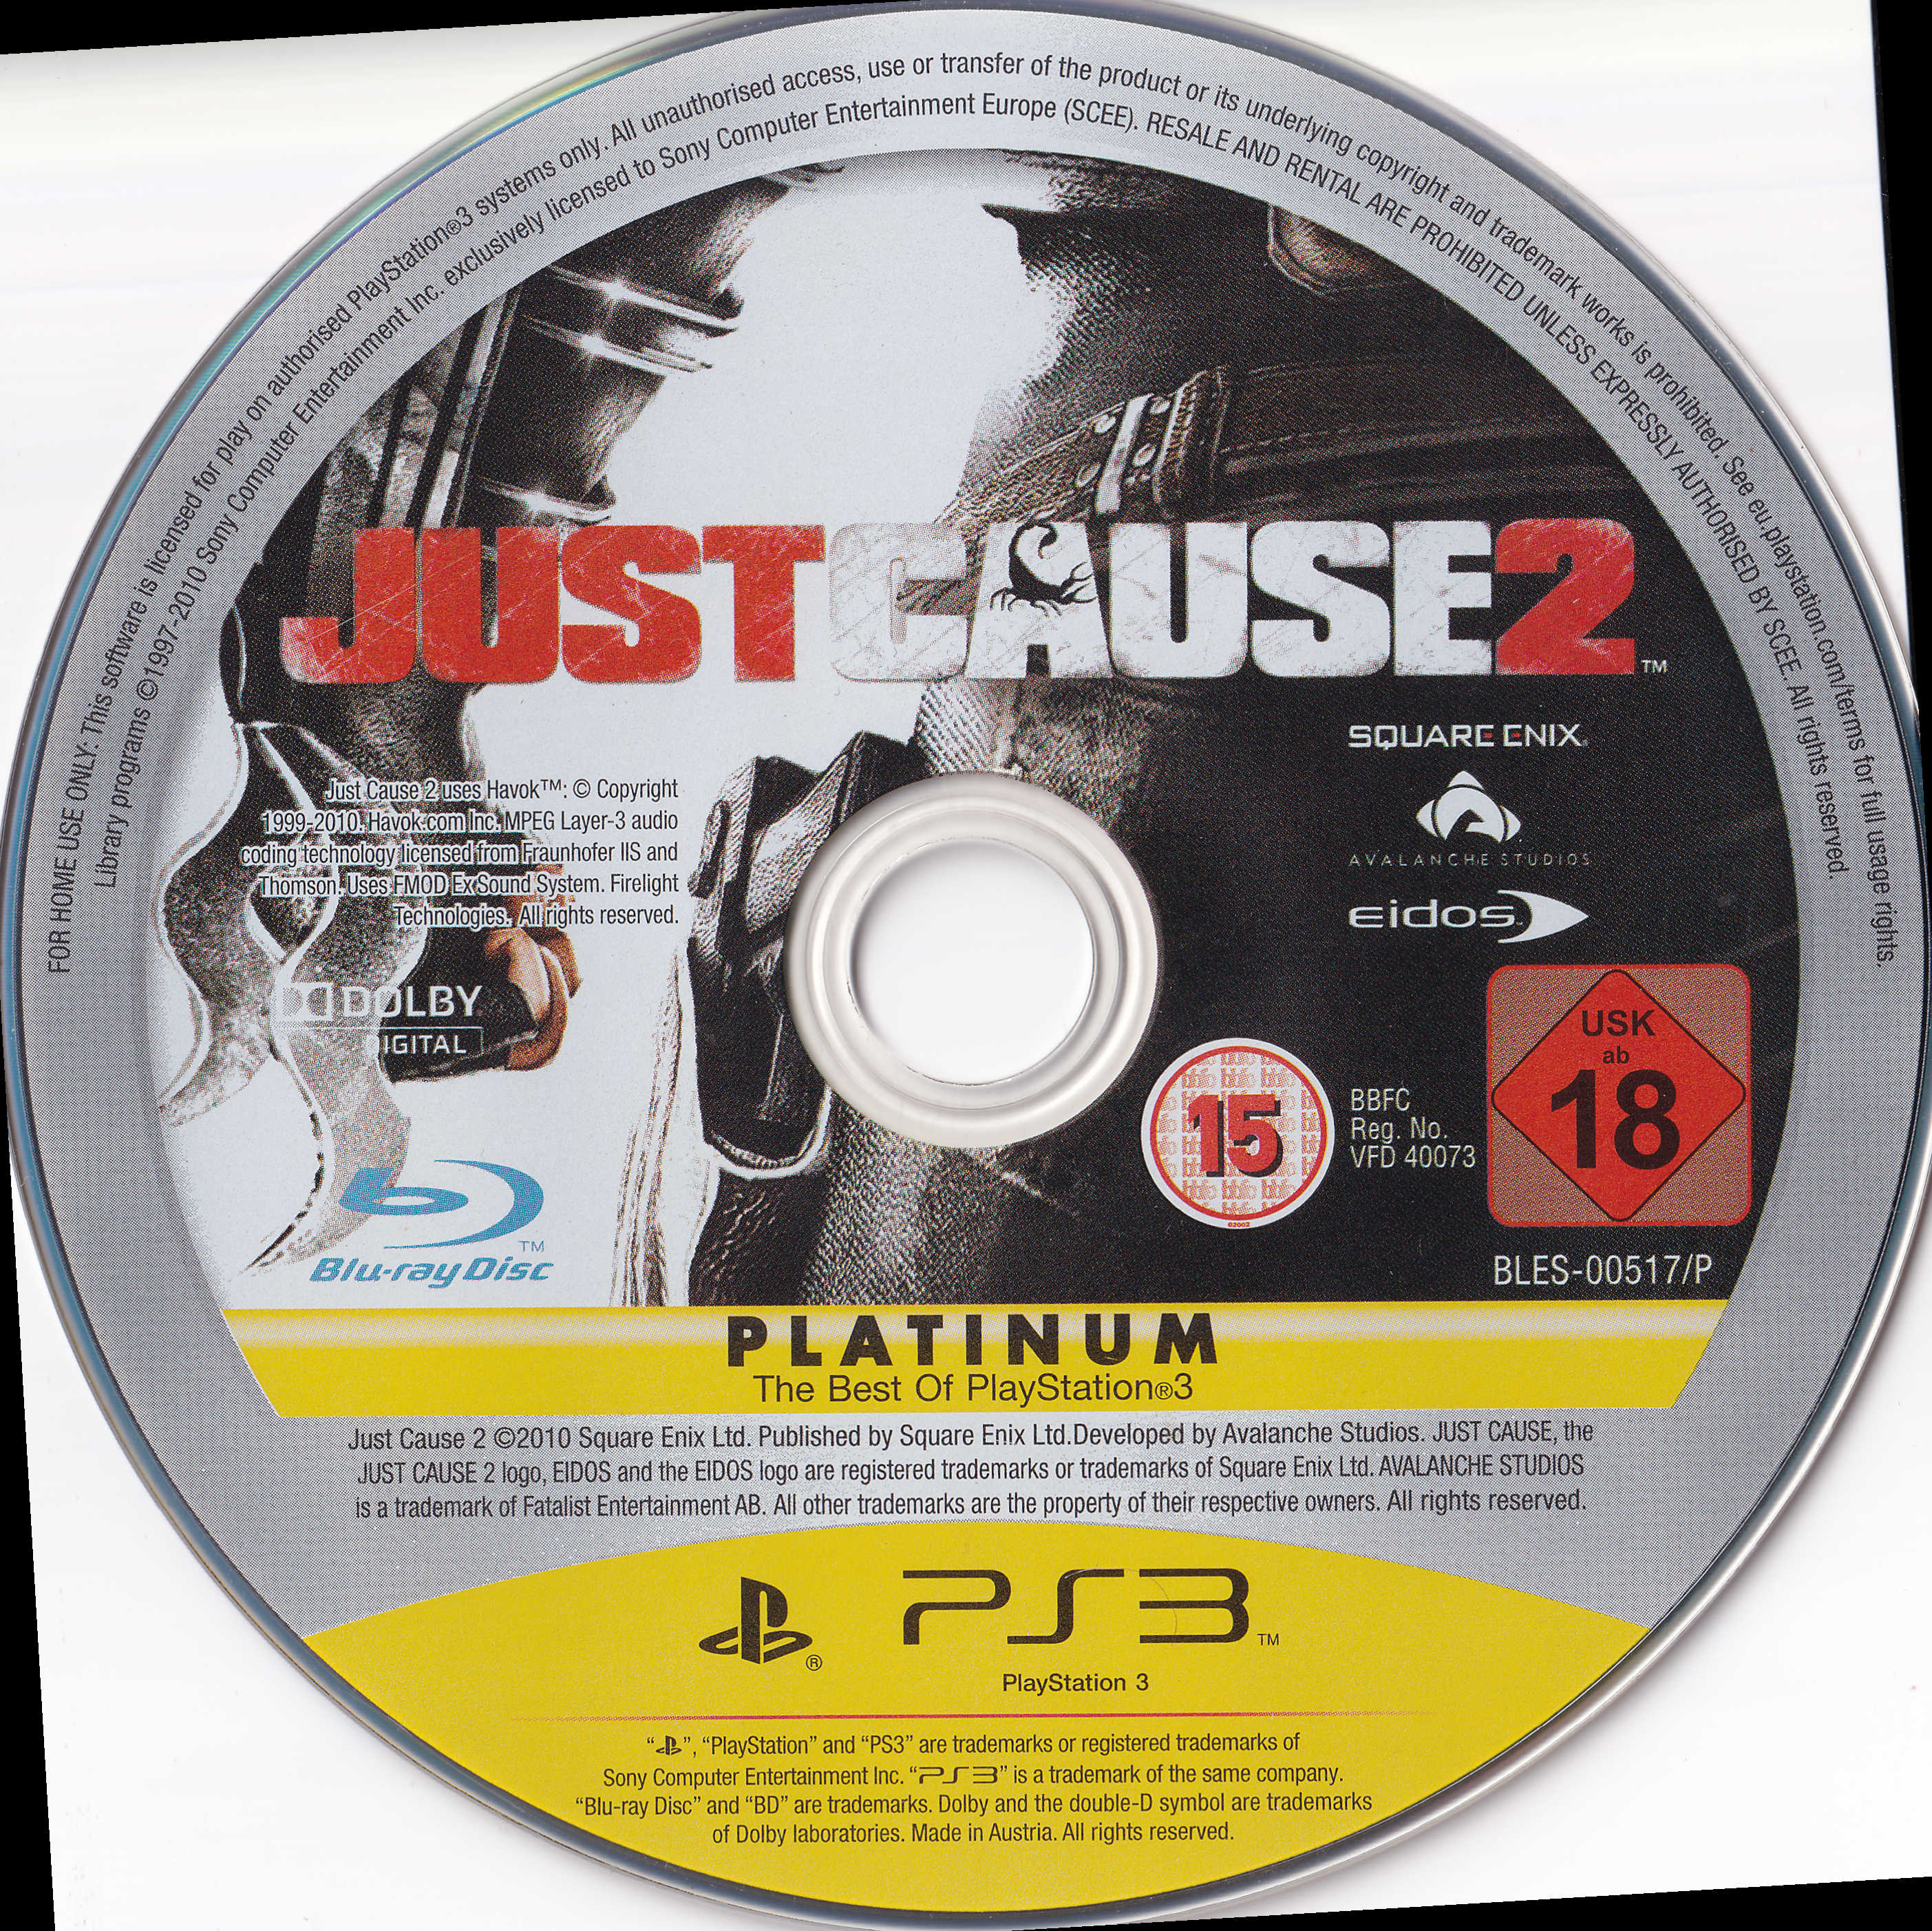 FOR HOME USE ONLY. This software is licensed for play on authorised PlayStation®3 systems only. All unauthorised access, use or transfer of the product or its underlying copyright and trademark works is prohibited. See eu.playstation.com/terms for full usage rights.
Library programs ©1997-2010 Sony Computer Entertainment Inc. exclusively licensed to Sony Computer Entertainment Europe (SCEE). RESALE AND RENTAL ARE PROHIBITED UNLESS EXPRESSLY AUTHORISED BY SCEE. All rights reserved.
JUST CAUSE 2™
SQUARE ENIX®
AVALANCHE STUDIOS
eidos
Just Cause 2 uses Havok™: © Copyright
1999-2010. Havok.com Inc. MPEG Layer-3 audio
coding technology licensed from Fraunhofer IIS and
Thomson. Uses FMOD Ex Sound System. Firelight
Technologies. All rights reserved.
DOLBY
DIGITAL
Blu-ray Disc™
15
©2002
BBFC
Reg. No.
VFD 40073
USK
ab
18
BLES-00517/P
PLATINUM
The Best Of PlayStation®3
Just Cause 2 ©2010 Square Enix Ltd. Published by Square Enix Ltd.Developed by Avalanche Studios. JUST CAUSE, the
JUST CAUSE 2 logo, EIDOS and the EIDOS logo are registered trademarks or trademarks of Square Enix Ltd. AVALANCHE STUDIOS
is a trademark of Fatalist Entertainment AB. All other trademarks are the property of their respective owners. All rights reserved.
® PS3™
PlayStation 3
“ ”, “PlayStation” and “PS3” are trademarks or registered trademarks of
Sony Computer Entertainment Inc. “PS3” is a trademark of the same company.
“Blu-ray Disc” and “BD” are trademarks. Dolby and the double-D symbol are trademarks
of Dolby laboratories. Made in Austria. All rights reserved.